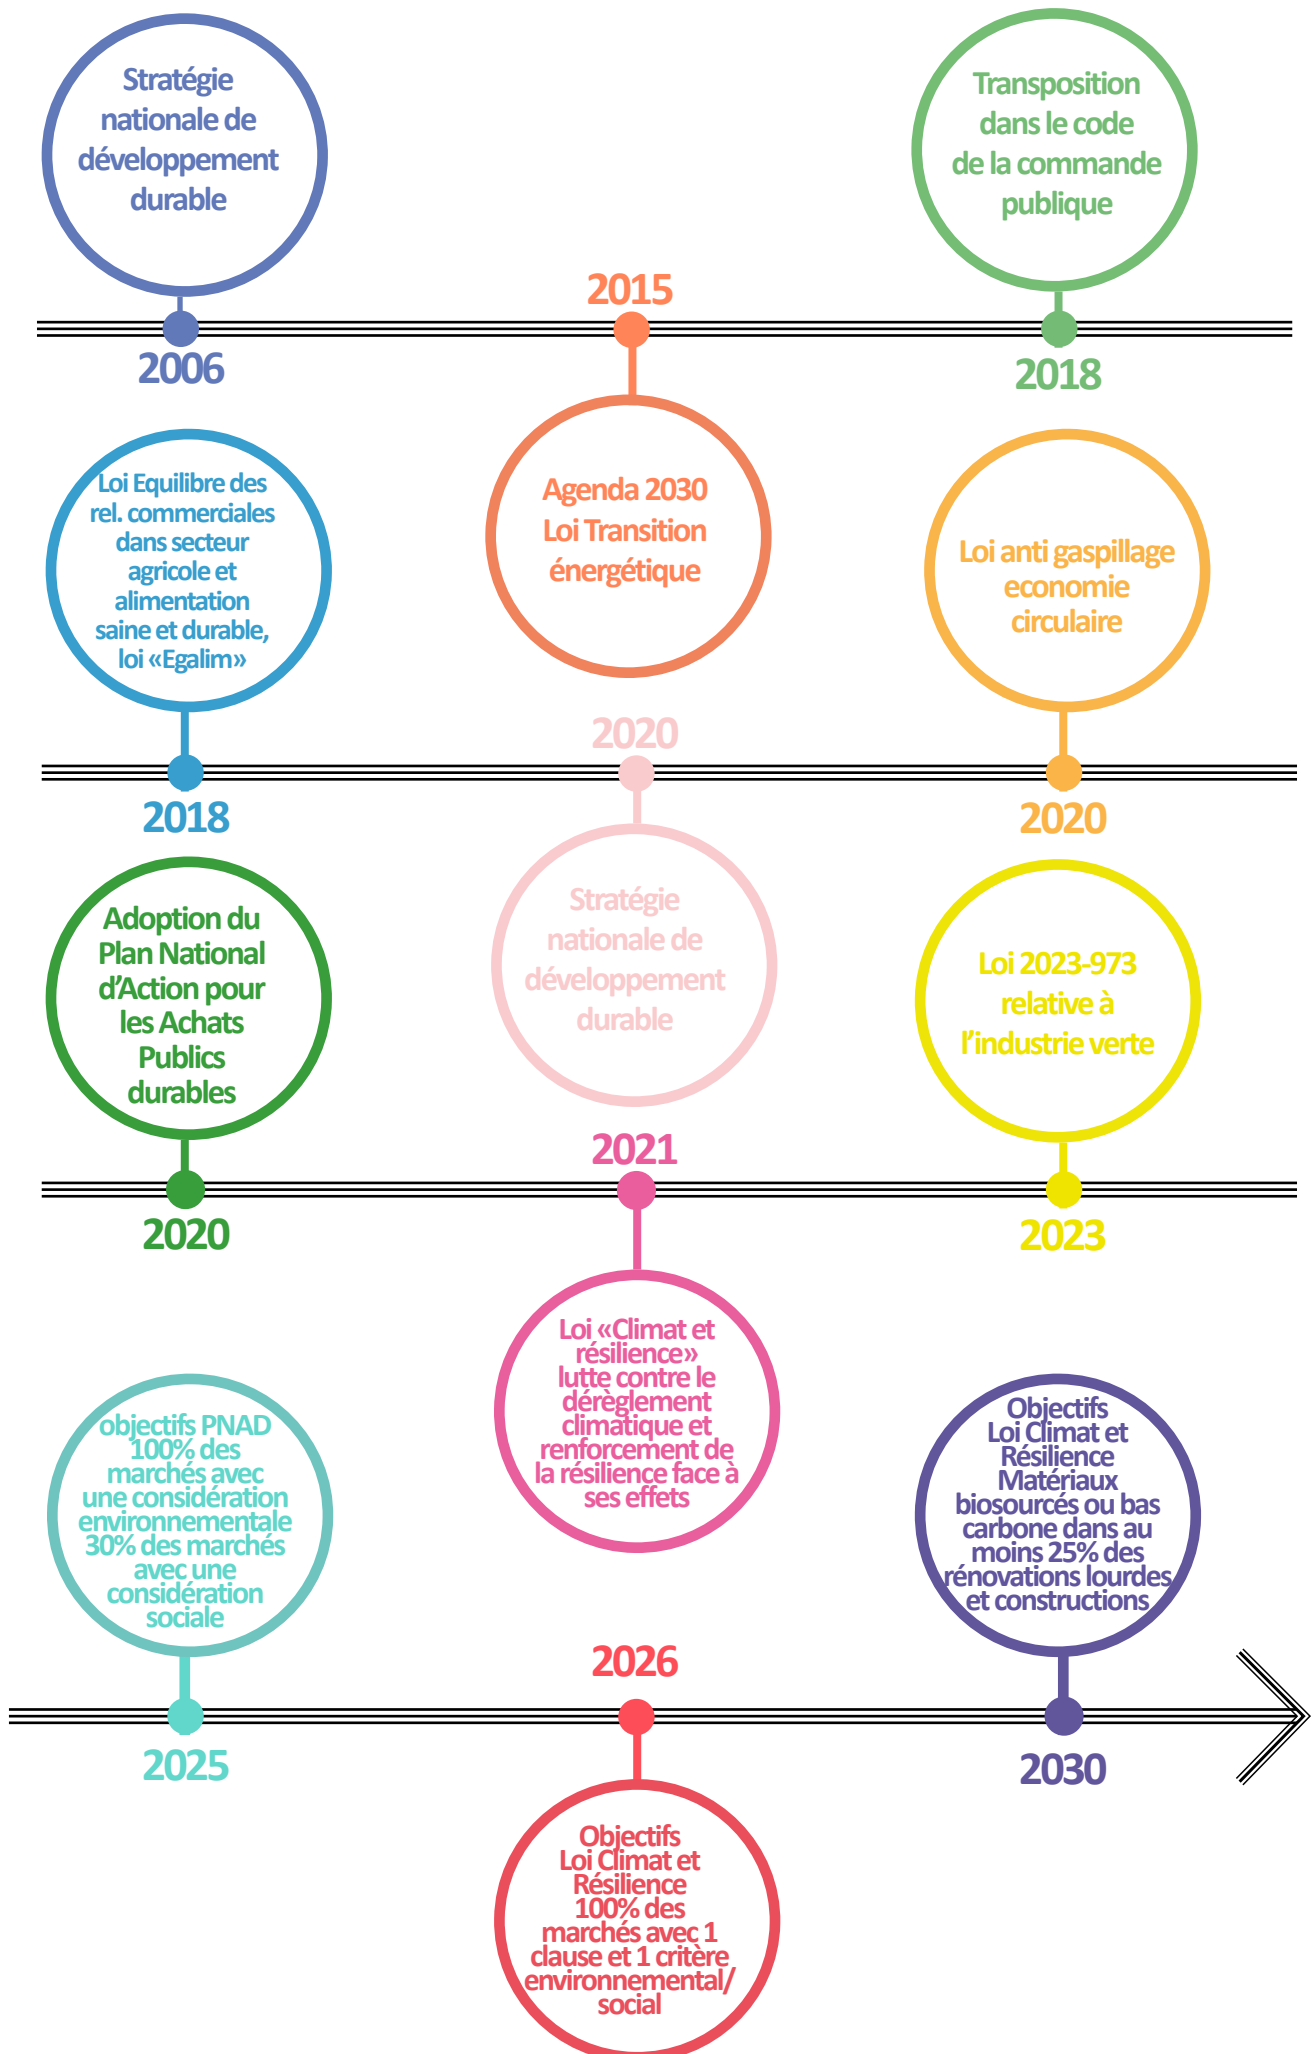 Stratégie
nationale de
développement
durable
2006
2015
Agenda 2030
Loi Transition
énergétique
Transposition
dans le code
de la commande
publique
2018
Loi Equilibre des
rel. commerciales
dans secteur
agricole et
alimentation
saine et durable,
loi «Egalim»
2018
2020
Stratégie
nationale de
développement
durable
Loi anti gaspillage
economie
circulaire
2020
Adoption du
Plan National
d'Action pour
les Achats
Publics
durables
2020
2021
Loi «Climat et
résilience»
lutte contre le
dérèglement
climatique et
renforcement de
la résilience face à
ses effets
Loi 2023-973
relative à
l'industrie verte
2023
objectifs PNAD
100% des
marchés avec
une considération
environnementale
30% des marchés
avec une
considération
sociale
2025
2026
Objectifs
Loi Climat et
Résilience
100% des
marchés avec 1
clause et 1 critère
environnemental/
social
Objectifs
Loi Climat et
Résilience
Matériaux
biosourcés ou bas
carbone dans au
moins 25% des
rénovations lourdes
et constructions
2030